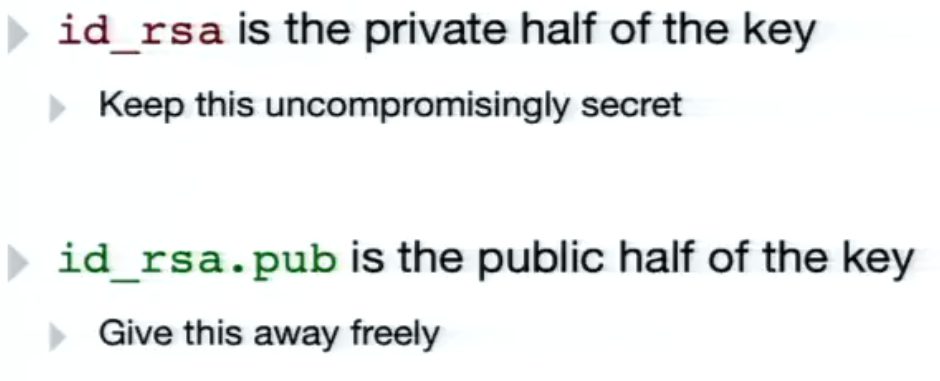 id_rsa is the private half of the key
Keep this uncompromisingly secret
id_rsa.pub is the public half of the key
Give this away freely